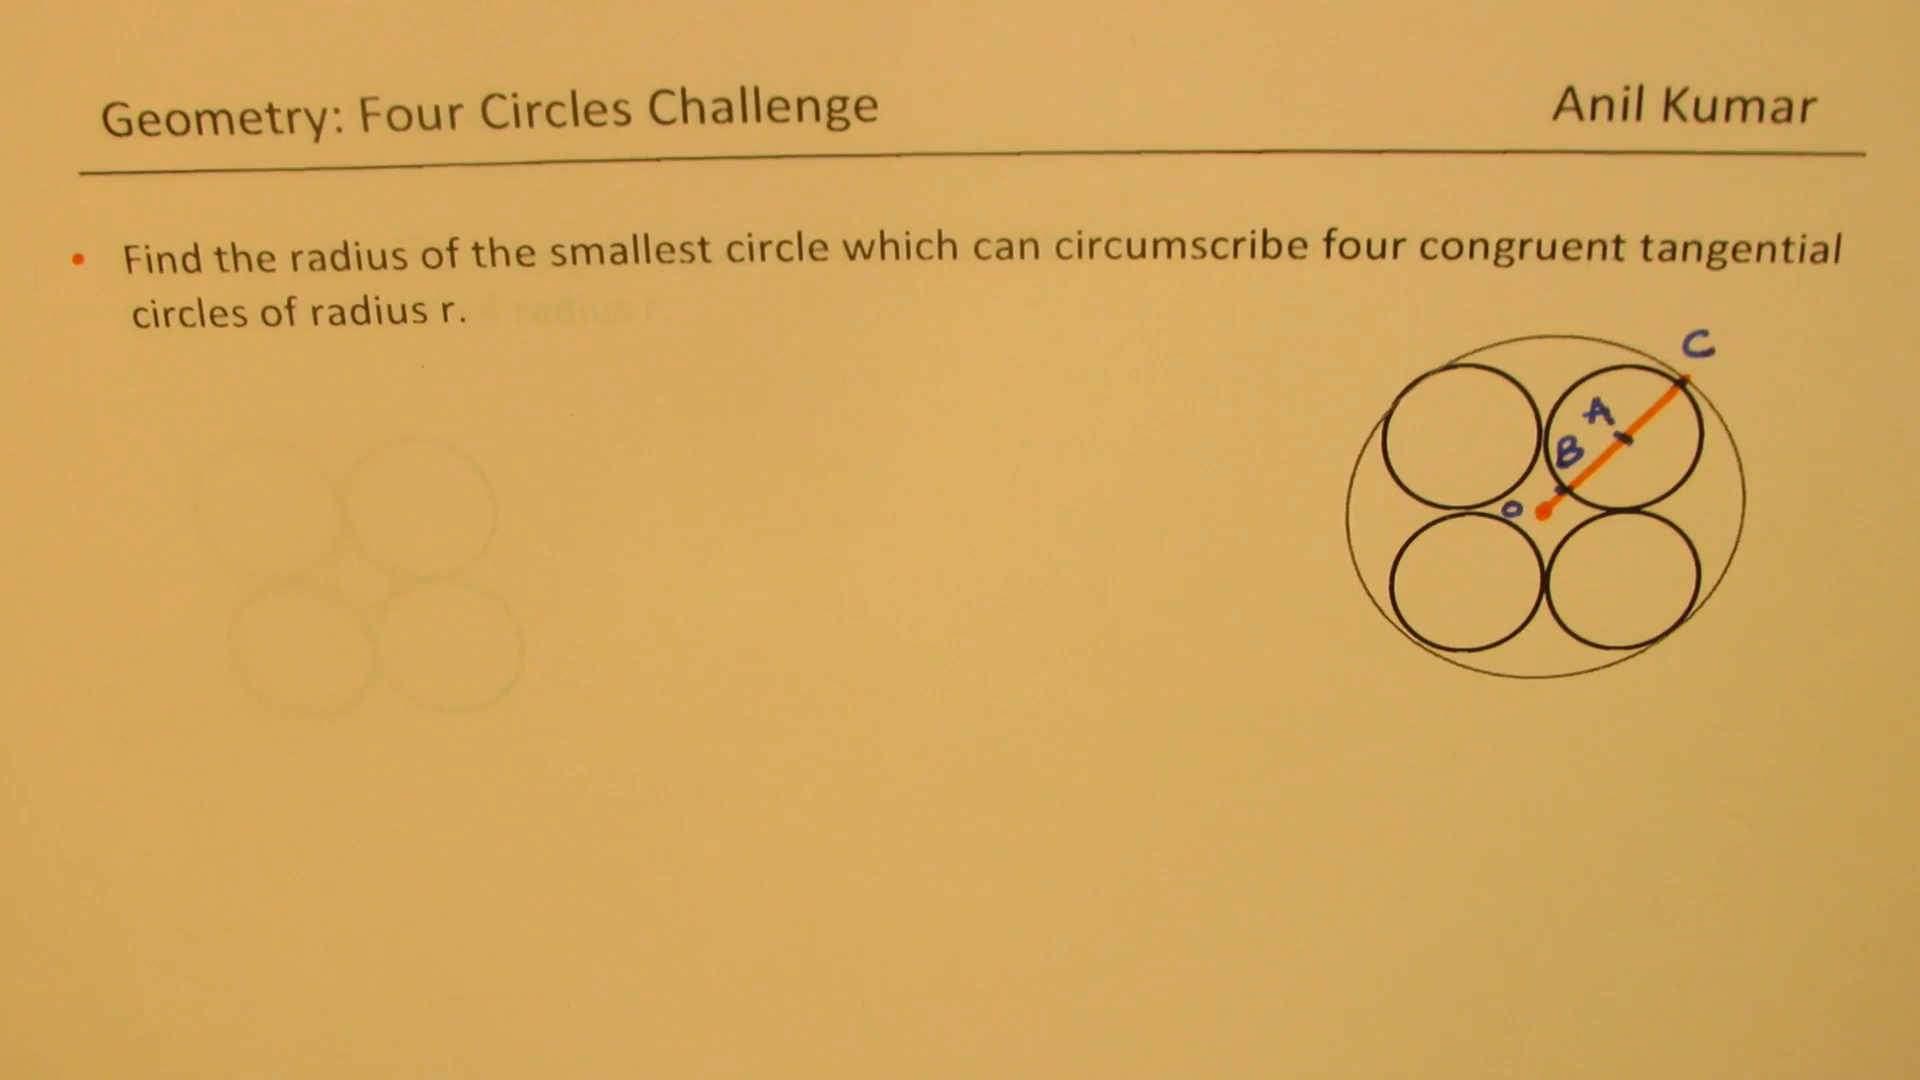 Geometry: Four Circles Challenge
Anil Kumar
• Find the radius of the smallest circle which can circumscribe four congruent tangential
circles of radius r.
C
A
B
O